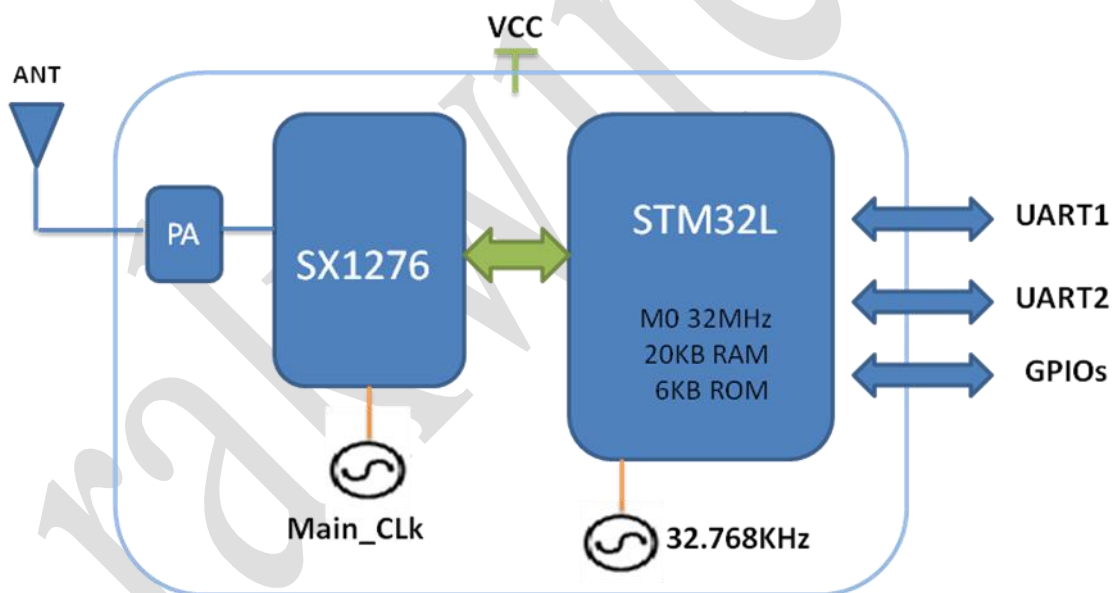 VCC
ANT
PA
SX1276
STM32L
M0 32MHz
20KB RAM
6KB ROM
UART1
UART2
GPIOs
Main_CLk
32.768KHz